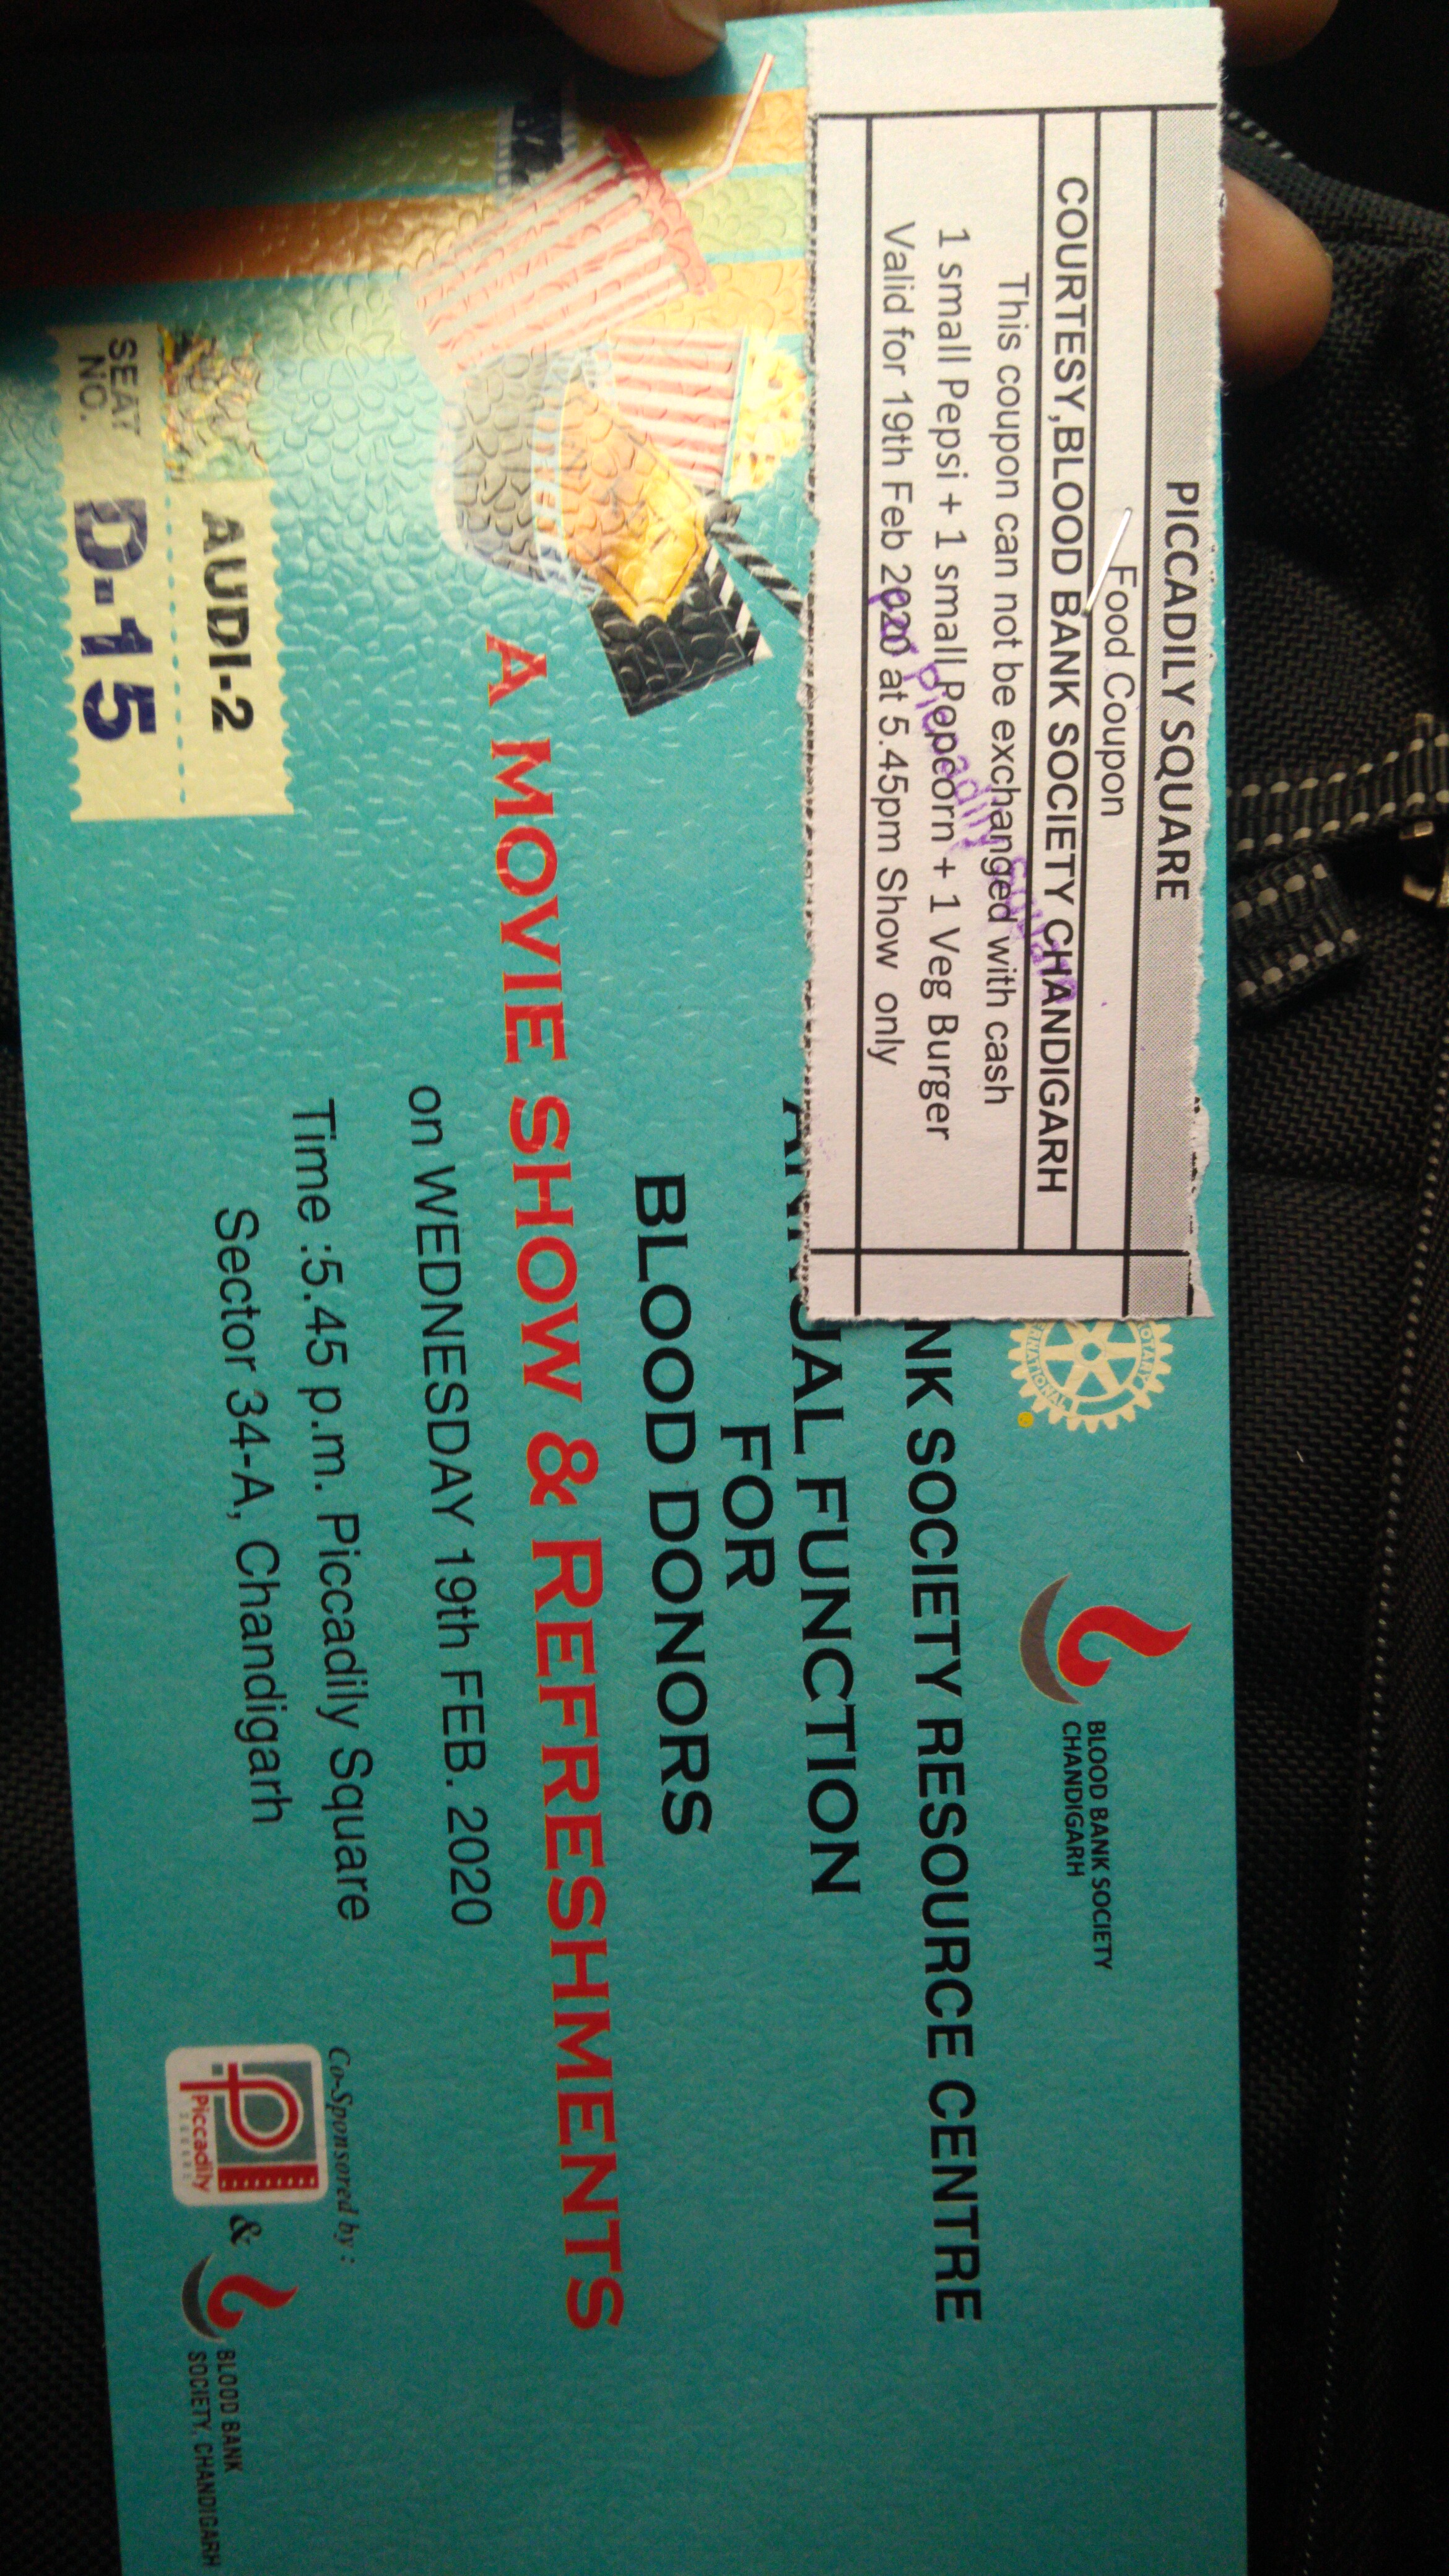 PICCADILY SQUARE
Food Coupon
COURTESY,BLOOD BANK SOCIETY CHANDIGARH
This coupon can not be exchanged with cash
1 small Pepsi + 1 small Popcorn + 1 Veg Burger
Valid for 19th Feb 2020 at 5.45pm Show only
BLOOD BANK SOCIETY
CHANDIGARH
NK SOCIETY RESOURCE CENTRE
UAL FUNCTION
FOR
BLOOD DONORS
A MOVIE SHOW & REFRESHMENTS
on WEDNESDAY 19th FEB. 2020
Time :5.45 p.m. Piccadily Square
Sector 34-A, Chandigarh
AUDI-2
SEAT
NO. D-15
Co-Sponsored by :
Piccadily
SQUARE
&
BLOOD BANK
SOCIETY, CHANDIGARH